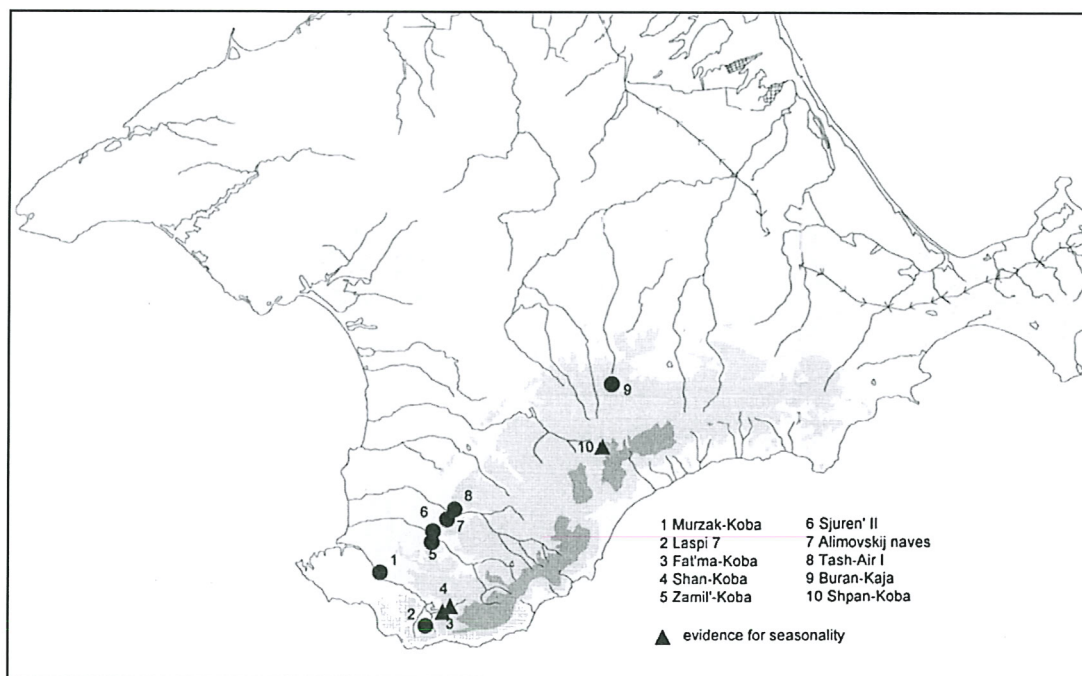 9
10
8
6
7
5
1
4
2
3
1 Murzak-Koba
2 Laspi 7
3 Fat'ma-Koba
4 Shan-Koba
5 Zamil'-Koba
6 Sjuren' II
7 Alimovskij naves
8 Tash-Air I
9 Buran-Kaja
10 Shpan-Koba
evidence for seasonality